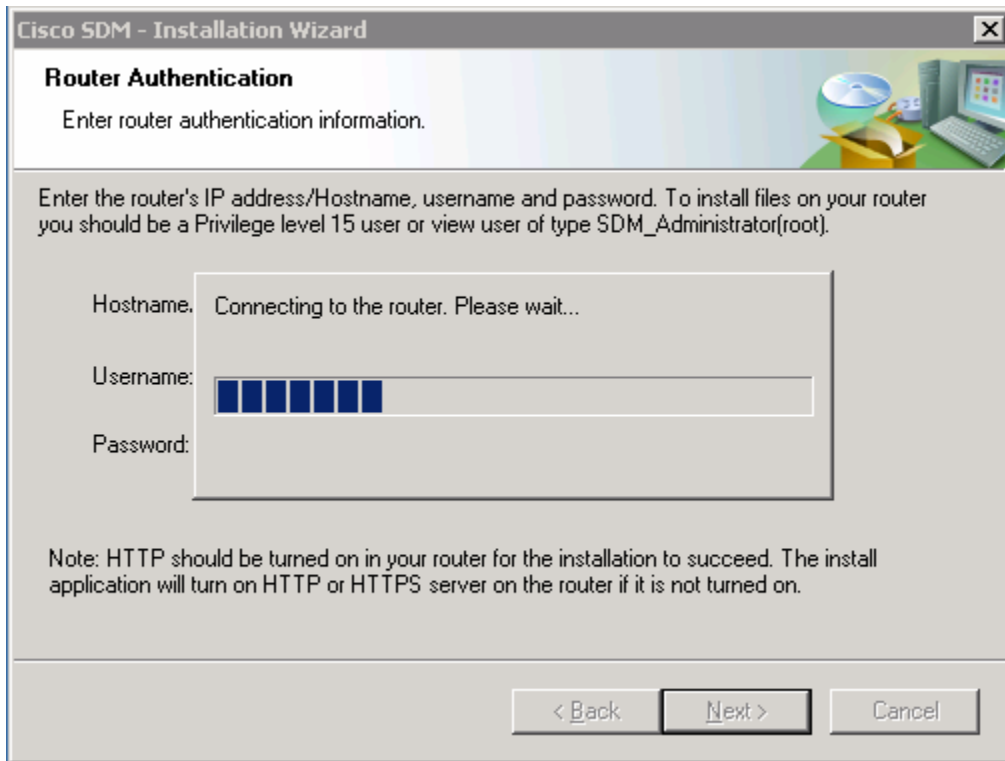 Cisco SDM - Installation Wizard
Router Authentication
Enter router authentication information.
Enter the router's IP address/Hostname, username and password. To install files on your router
you should be a Privilege level 15 user or view user of type SDM_Administrator(root).
Hostname.
Connecting to the router. Please wait...
Username:
Password:
Note: HTTP should be turned on in your router for the installation to succeed. The install
application will turn on HTTP or HTTPS server on the router if it is not turned on.
< Back
Next >
Cancel